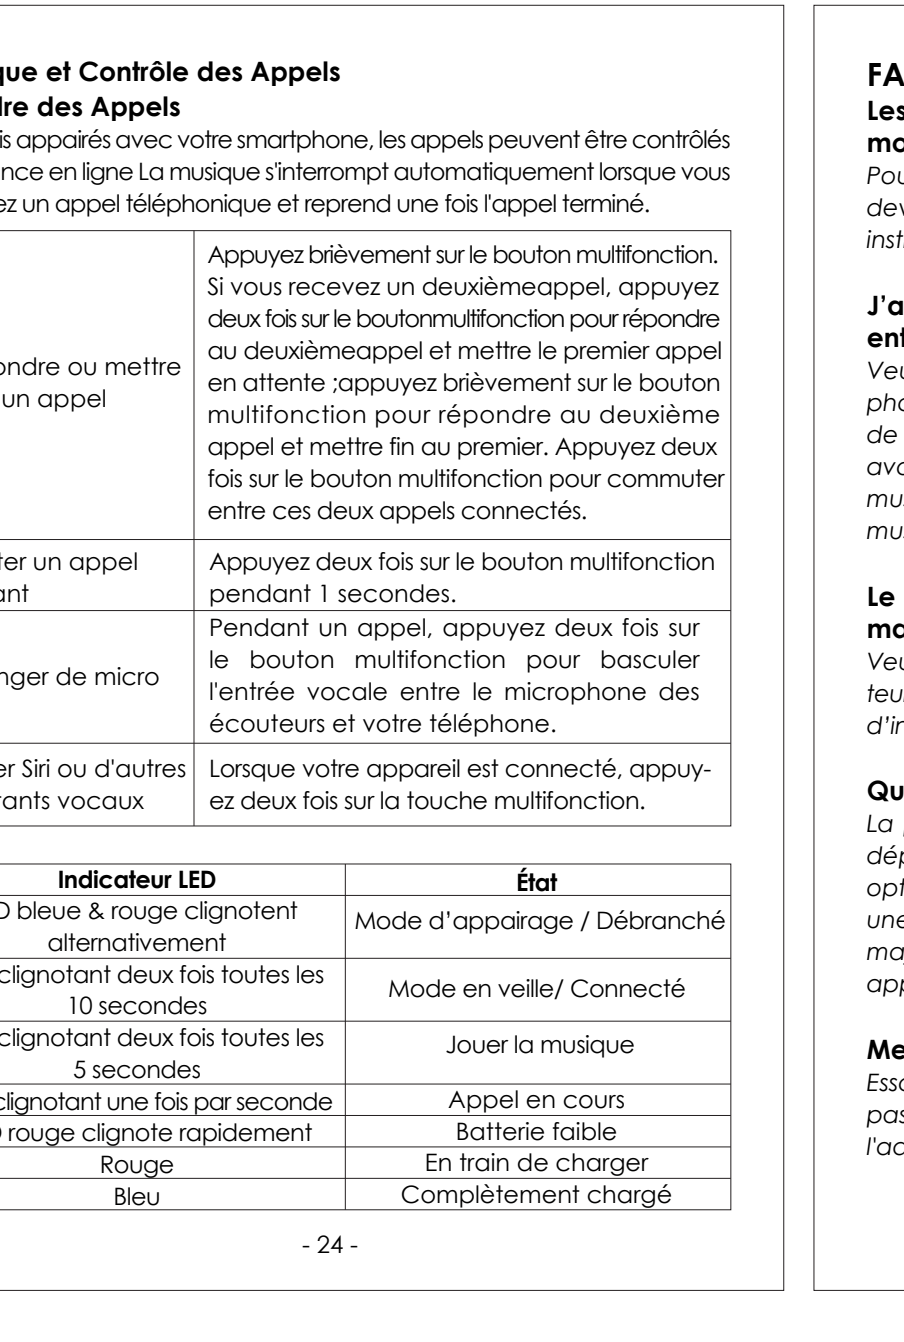 que et Contrôle des Appels
dre des Appels
is appairés avec votre smartphone, les appels peuvent être contrôlés
nce en ligne La musique s'interrompt automatiquement lorsque vous
ez un appel téléphonique et reprend une fois l'appel terminé.
ondre ou mettre
un appel
Appuyez brièvement sur le bouton multifonction.
Si vous recevez un deuxièmeappel, appuyez
deux fois sur le boutonmultifonction pour répondre
au deuxièmeappel et mettre le premier appel
en attente ;appuyez brièvement sur le bouton
multifonction pour répondre au deuxième
appel et mettre fin au premier. Appuyez deux
fois sur le bouton multifonction pour commuter
entre ces deux appels connectés.
ter un appel
ant
Appuyez deux fois sur le bouton multifonction
pendant 1 secondes.
nger de micro
Pendant un appel, appuyez deux fois sur
le bouton multifonction pour basculer
l'entrée vocale entre le microphone des
écouteurs et votre téléphone.
er Siri ou d'autres
tants vocaux
Lorsque votre appareil est connecté, appuy-
ez deux fois sur la touche multifonction.
Indicateur LED
État
D bleue & rouge clignotent
alternativement
Mode d’appairage / Débranché
clignotant deux fois toutes les
10 secondes
Mode en veille/ Connecté
clignotant deux fois toutes les
5 secondes
Jouer la musique
clignotant une fois par seconde
Appel en cours
D rouge clignote rapidement
Batterie faible
Rouge
En train de charger
Bleu
Complètement chargé
- 24 -
FA
Les
mo
Pou
dev
inst
J’a
ent
Veu
pho
de
avo
mus
mus
Le
ma
Veu
teu
d’in
Qu
La
dép
opt
une
maj
app
Me
Essa
pas
l'ac